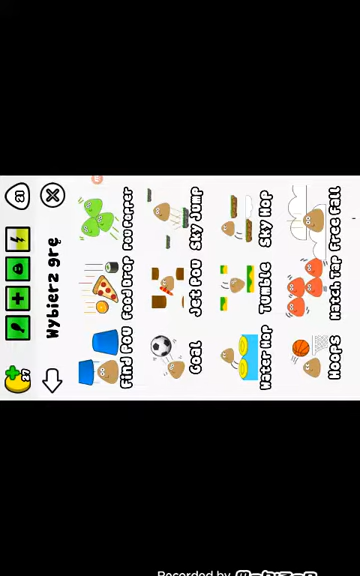 21
Wybierz grę
Find Pou
Food Drop
Pou Popper
Goal
Jet Pou
Sky Jump
Water Hop
Tumble
Sky Hop
Hoops
Match Tap
Free Fall
Recorded by